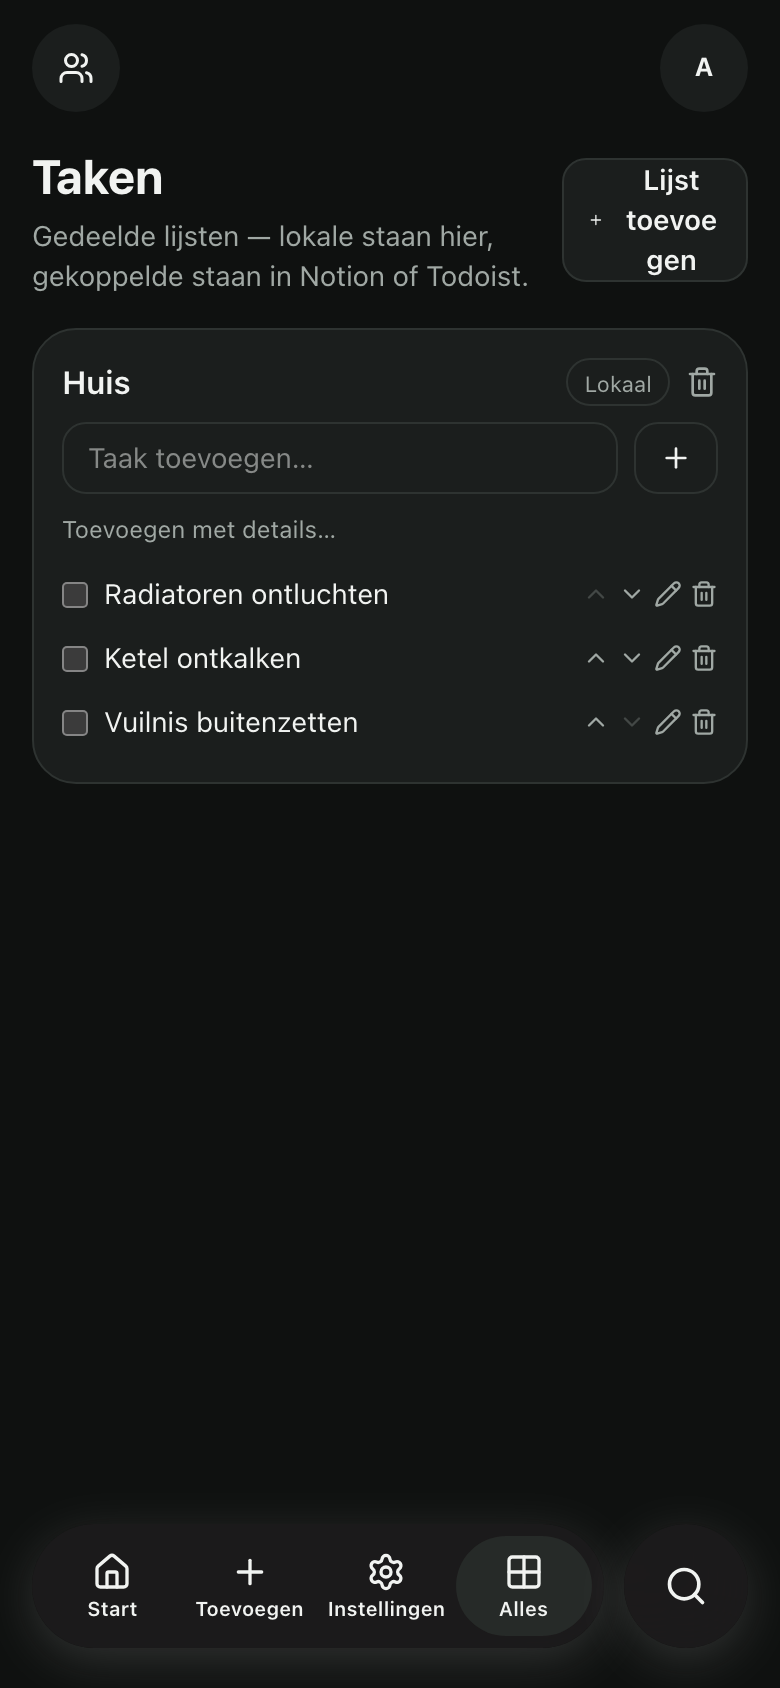 A
Taken
Gedeelde lijsten — lokale staan hier,
gekoppelde staan in Notion of Todoist.
Lijst
toevoe
gen
Huis
Lokaal
Taak toevoegen...
Toevoegen met details...
Radiatoren ontluchten
Ketel ontkalken
Vuilnis buitenzetten
Start
Toevoegen
Instellingen
Alles